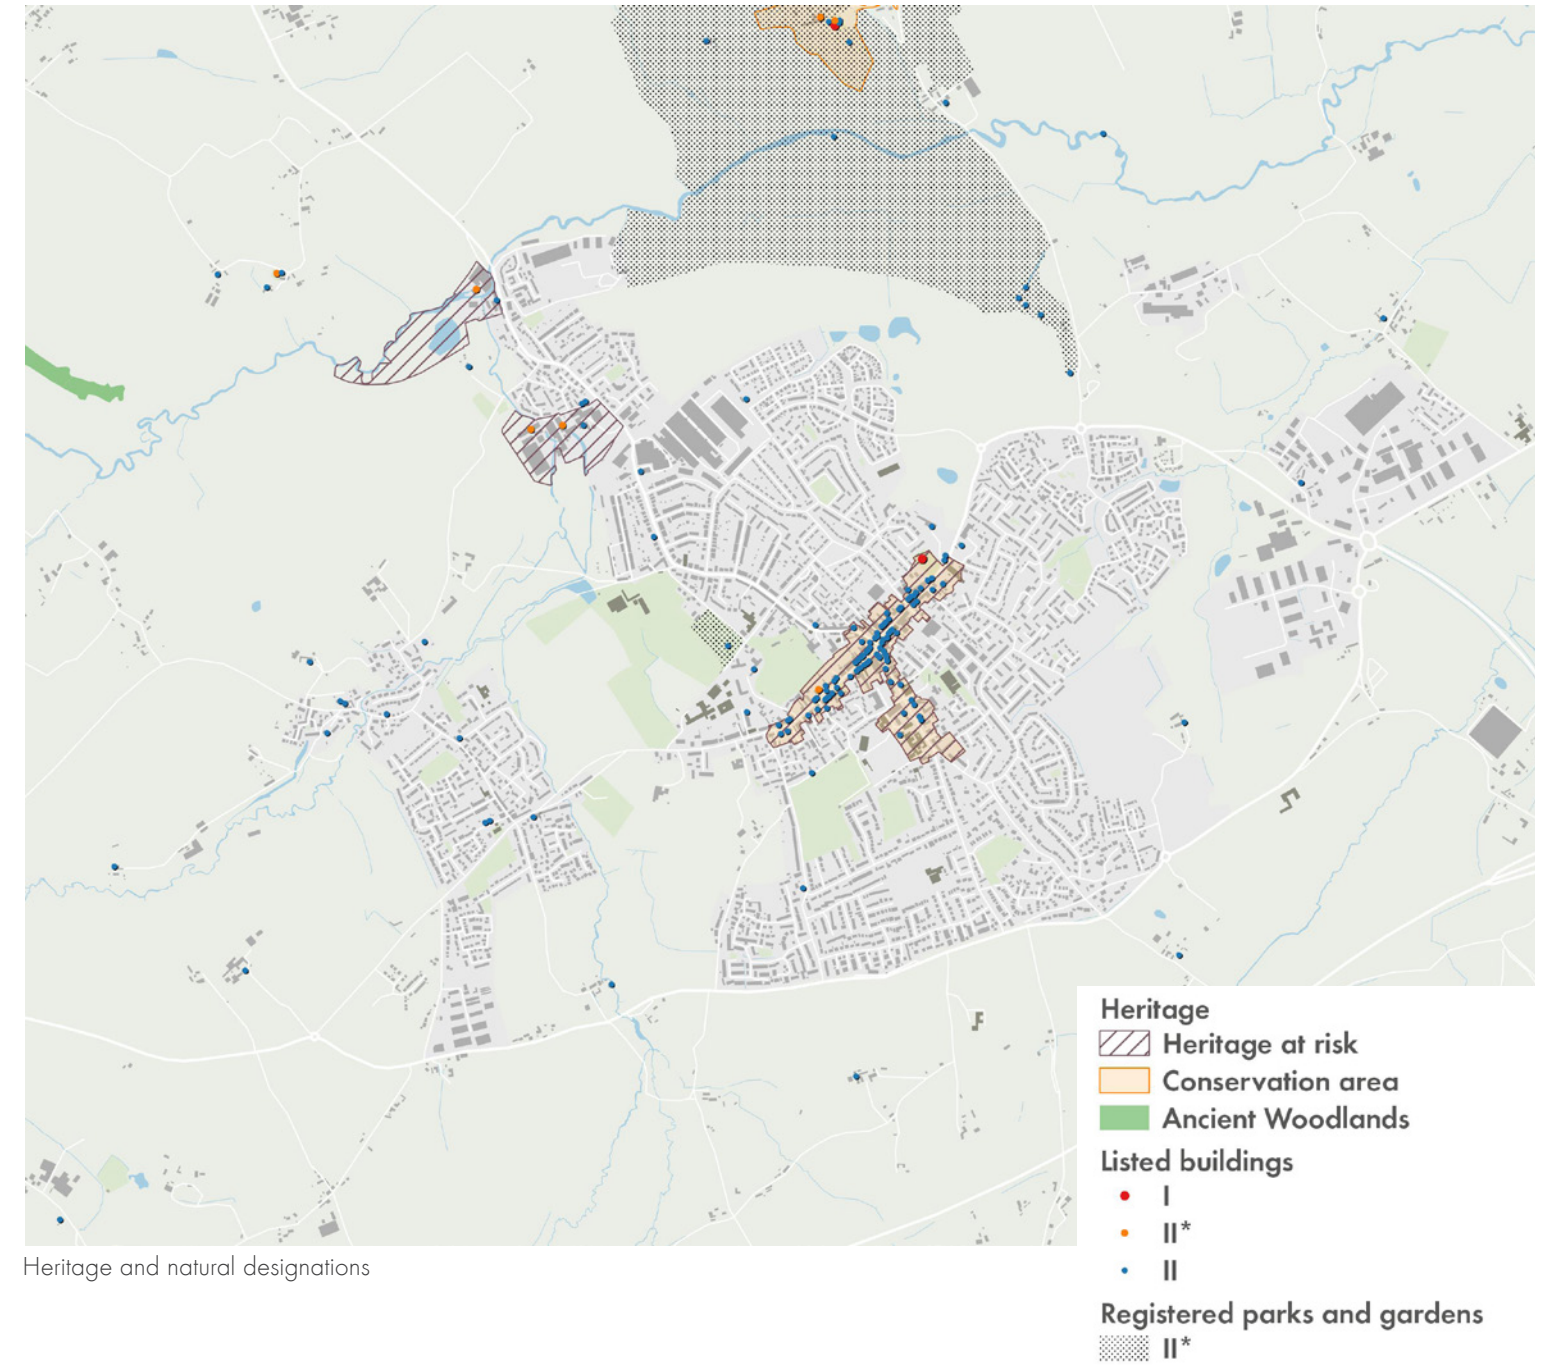 Heritage
Heritage at risk
Conservation area
Ancient Woodlands
Listed buildings
I
II*
II
Registered parks and gardens
II*
Heritage and natural designations